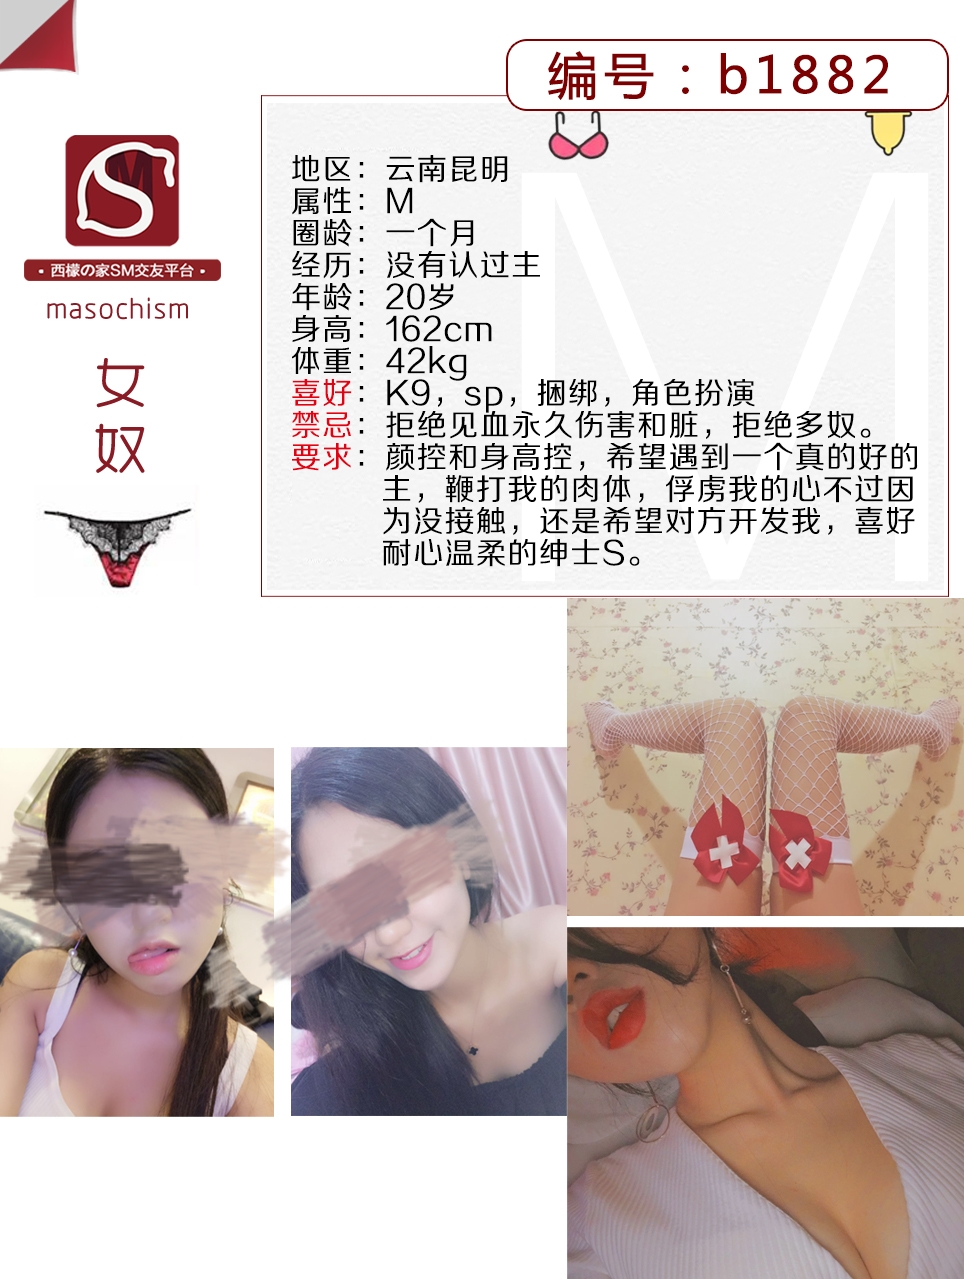 编号：b1882
SM
·西檬の家SM交友平台·
masochism
女
奴
地区：云南昆明
属性：M
圈龄：一个月
经历：没有认过主
年龄：20岁
身高：162cm
体重：42kg
喜好：K9，sp，捆绑，角色扮演
禁忌：拒绝见血永久伤害和脏，拒绝多奴。
要求：颜控和身高控，希望遇到一个真的好的
主，鞭打我的肉体，俘虏我的心不过因
为没接触，还是希望对方开发我，喜好
耐心温柔的绅士S。
M